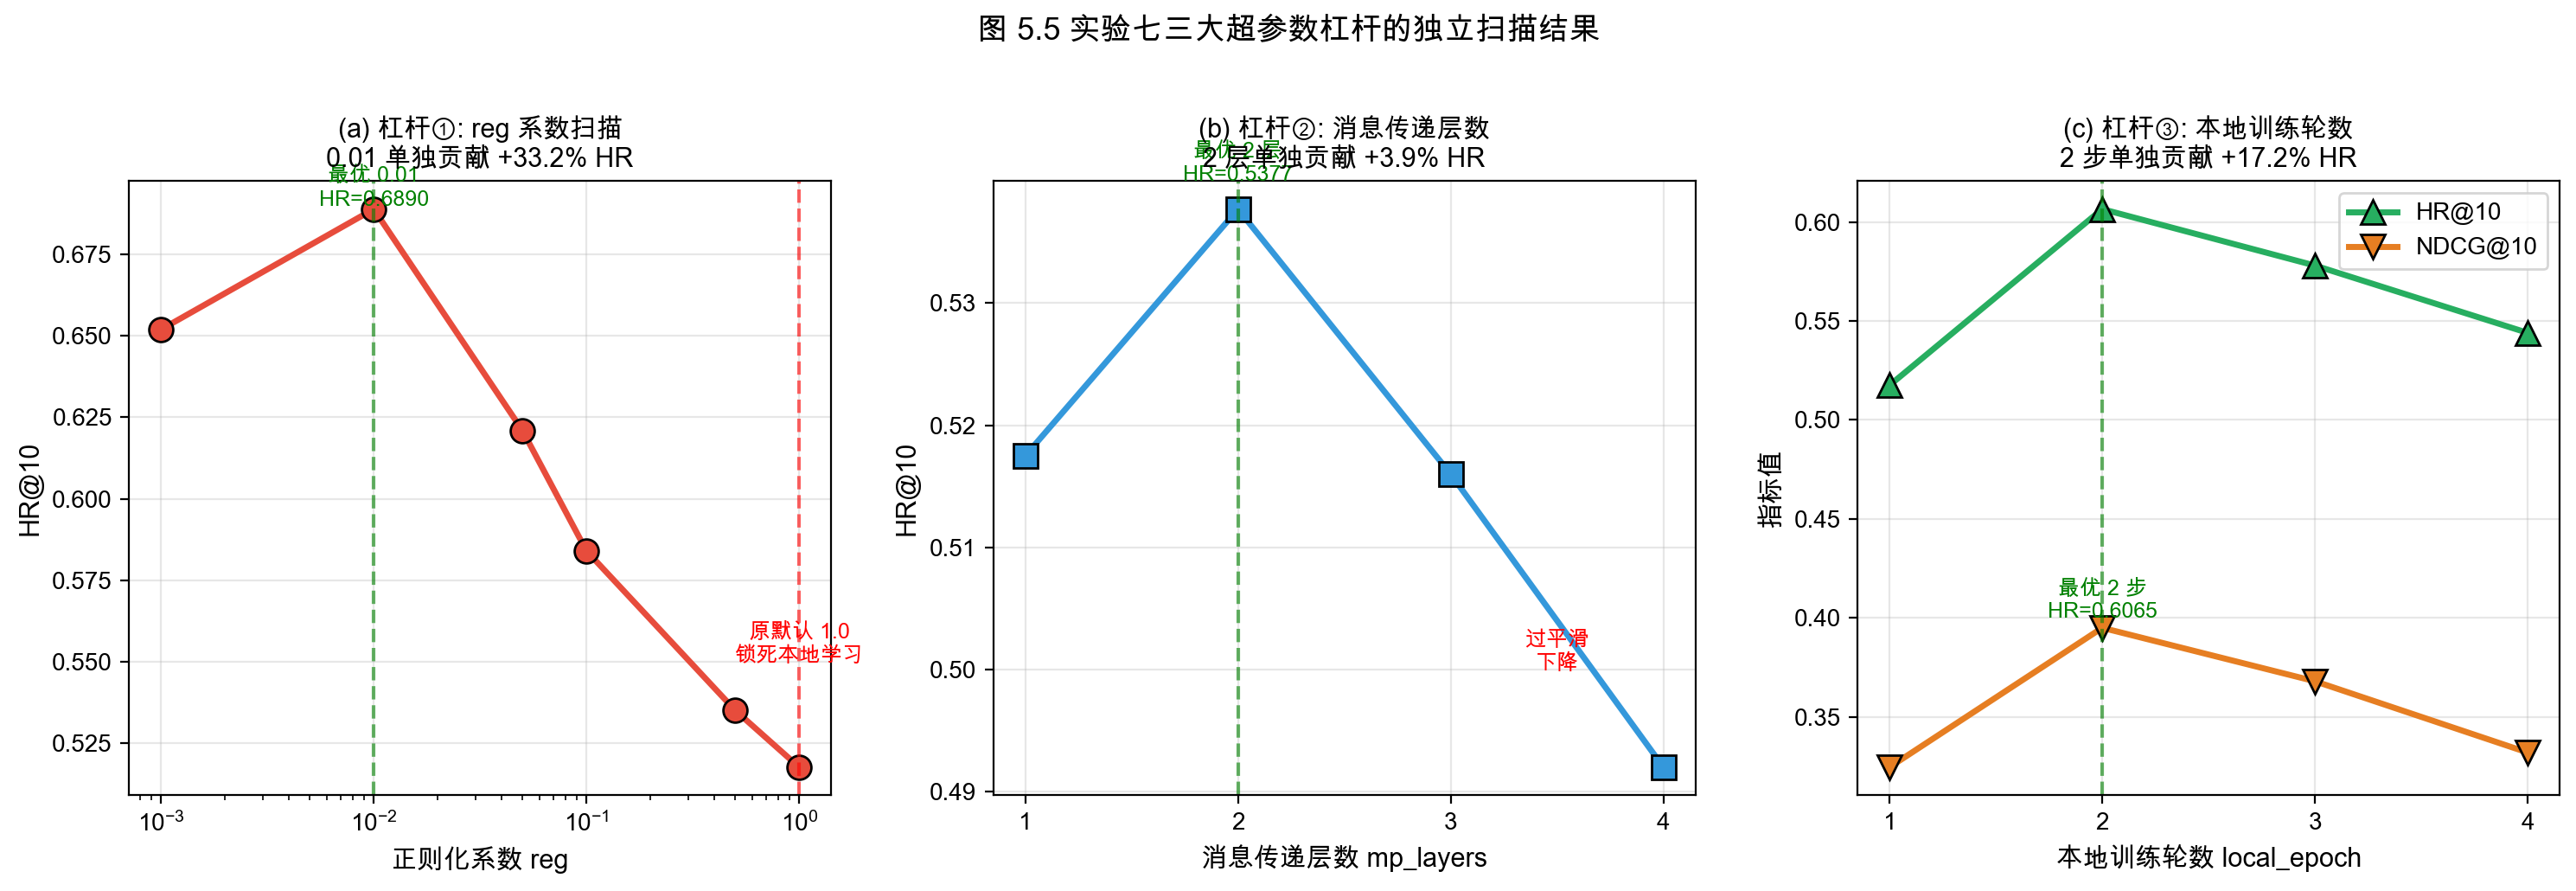 图 5.5 实验七三大超参数杠杆的独立扫描结果
(a) 杠杆①: reg 系数扫描
0.01 单独贡献 +33.2% HR
最优 0.01
HR=0.6890
原默认 1.0
锁死本地学习
HR@10
0.675
0.650
0.625
0.600
0.575
0.550
0.525
10⁻³
10⁻²
10⁻¹
10⁰
正则化系数 reg
(b) 杠杆②: 消息传递层数
2 层单独贡献 +3.9% HR
最优 2 层
HR=0.5377
过平滑
下降
HR@10
0.53
0.52
0.51
0.50
0.49
1
2
3
4
消息传递层数 mp_layers
(c) 杠杆③: 本地训练轮数
2 步单独贡献 +17.2% HR
HR@10
NDCG@10
最优 2 步
HR=0.6065
指标值
0.60
0.55
0.50
0.45
0.40
0.35
1
2
3
4
本地训练轮数 local_epoch